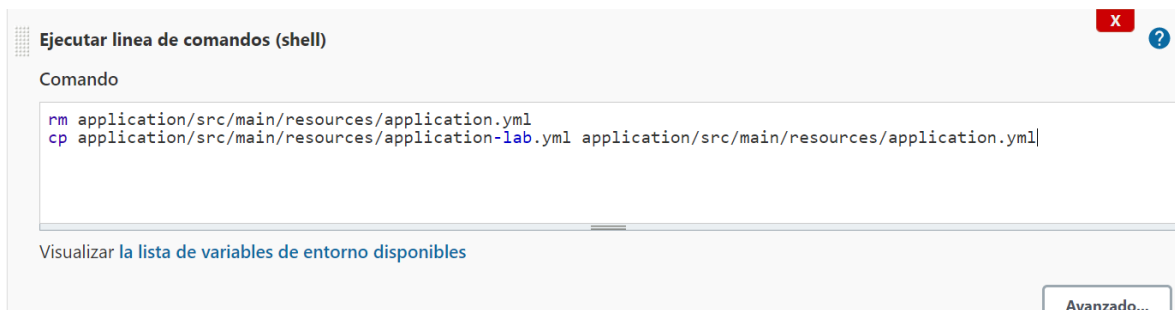 X
Ejecutar linea de comandos (shell)
?
Comando
rm application/src/main/resources/application.yml
cp application/src/main/resources/application-lab.yml application/src/main/resources/application.yml
Visualizar la lista de variables de entorno disponibles
Avanzado...